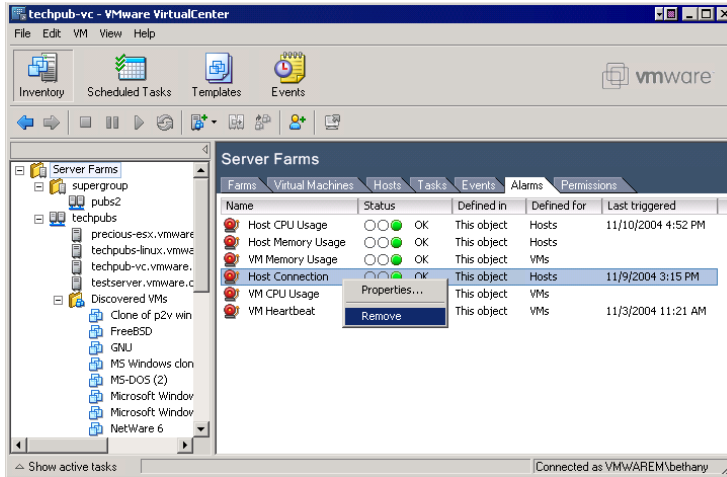 techpub-vc - VMware VirtualCenter
File Edit VM View Help
Inventory Scheduled Tasks Templates Events
vmware
Server Farms
Farms Virtual Machines Hosts Tasks Events Alarms Permissions
Name Status Defined in Defined for Last triggered
Host CPU Usage OK This object Hosts 11/10/2004 4:52 PM
Host Memory Usage OK This object Hosts
VM Memory Usage OK This object VMs
Host Connection OK This object Hosts 11/9/2004 3:15 PM
VM CPU Usage This object VMs
VM Heartbeat This object VMs 11/3/2004 11:21 AM
Properties...
Remove
Server Farms
supergroup
pubs2
techpubs
precious-esx.vmware
techpubs-linux.vmwa
techpub-vc.vmware.
testserver.vmware.c
Discovered VMs
Clone of p2v win
FreeBSD
GNU
MS Windows clon
MS-DOS (2)
Microsoft Window
Microsoft Window
NetWare 6
Show active tasks
Connected as VMWAREM\bethany